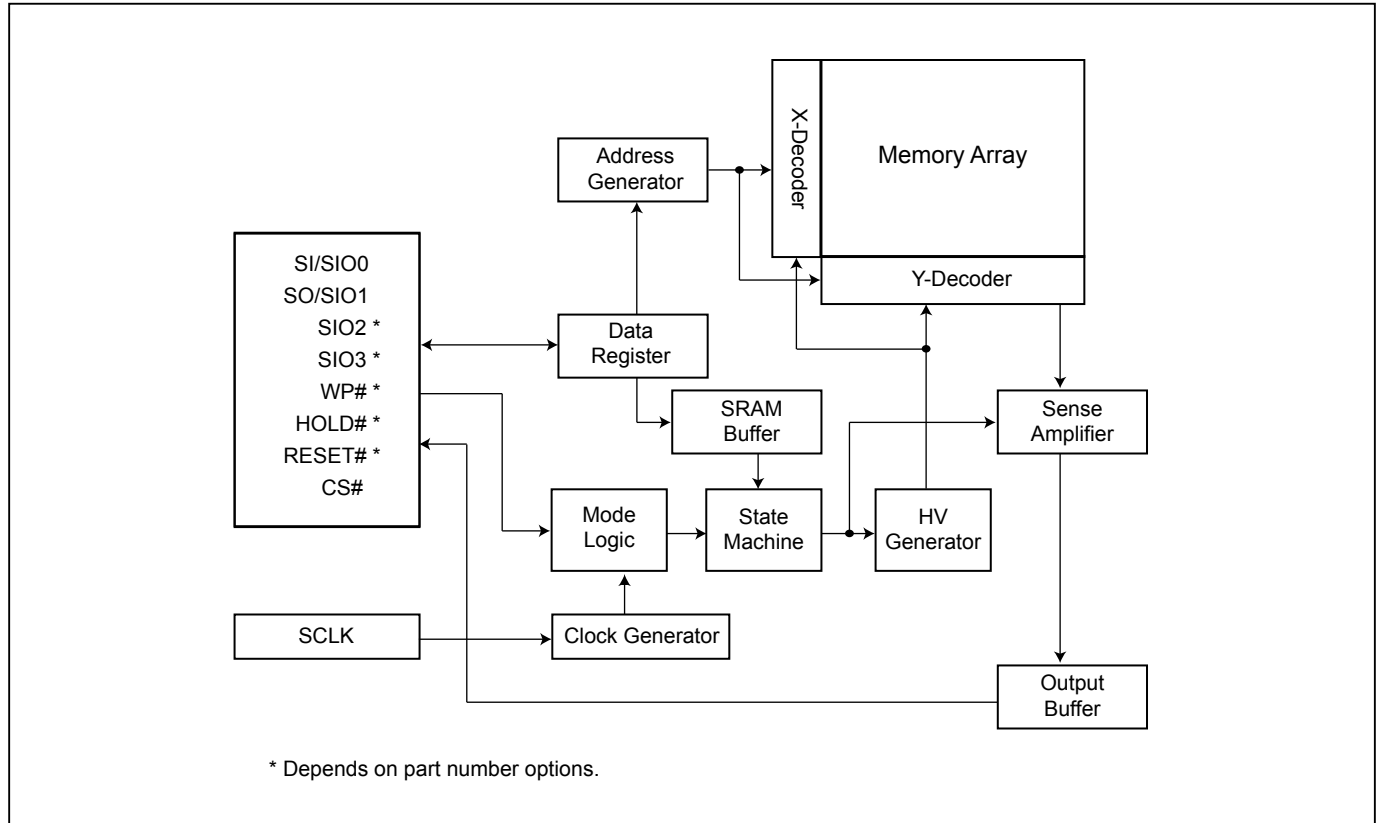 X-Decoder
Memory Array
Address
Generator
Y-Decoder
SI/SIO0
SO/SIO1
SIO2 *
SIO3 *
WP# *
HOLD# *
RESET# *
CS#
Data
Register
SRAM
Buffer
Sense
Amplifier
Mode
Logic
State
Machine
HV
Generator
SCLK
Clock Generator
Output
Buffer
* Depends on part number options.